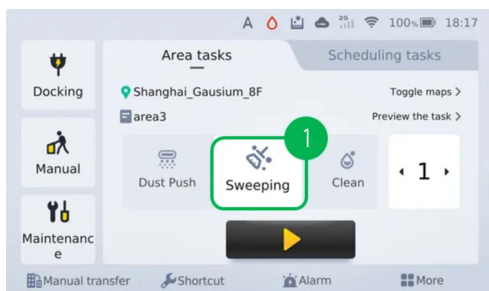 A 2G 100% 18:17
Area tasks
Scheduling tasks
Docking
Shanghai_Gausium_8F
Toggle maps >
area3
Preview the task >
1
Manual
Dust Push
Sweeping
Clean
1
Maintenanc
e
Manual transfer
Shortcut
Alarm
More